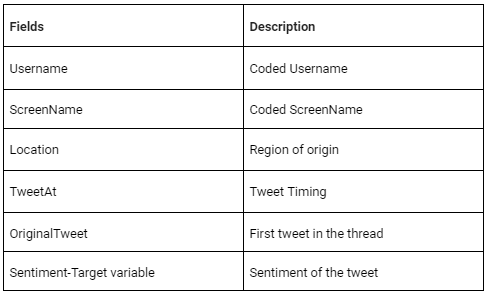 Fields Description
Username Coded Username
ScreenName Coded ScreenName
Location Region of origin
TweetAt Tweet Timing
OriginalTweet First tweet in the thread
Sentiment-Target variable Sentiment of the tweet